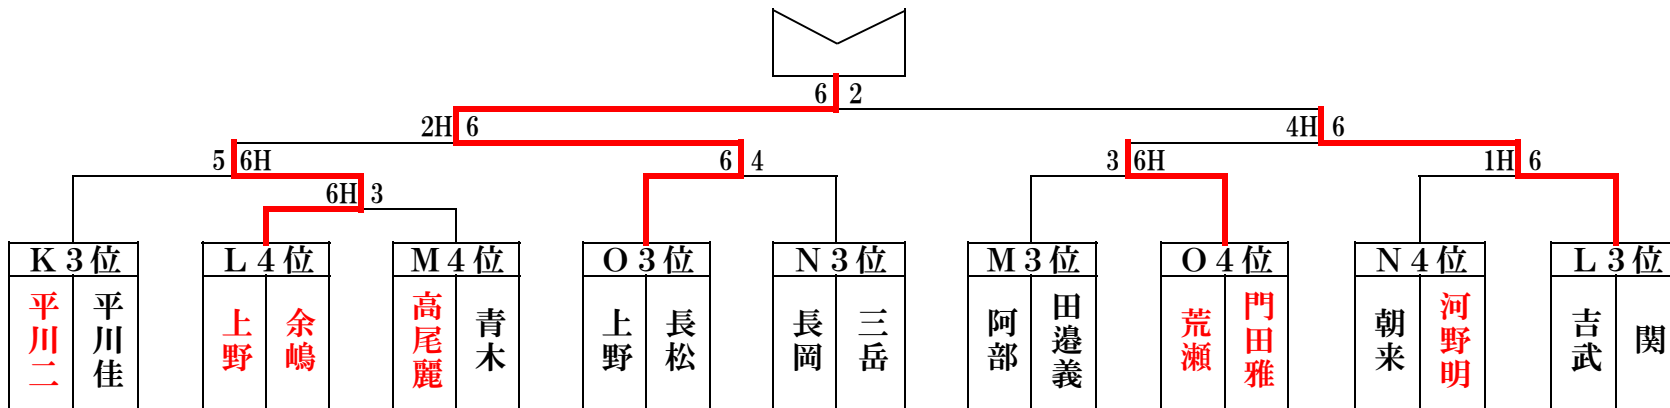 6 2
2H 6 4H 6
5 6H 6 4 3 6H 1H 6
6H 3
K3位 L4位 M4位 O3位 N3位 M3位 O4位 N4位 L3位
平川二 平川佳 上野 余嶋 高尾麗 青木 上野 長松 長岡 三岳 阿部 田邉義 荒瀬 門田雅 朝来 河野明 吉武 関